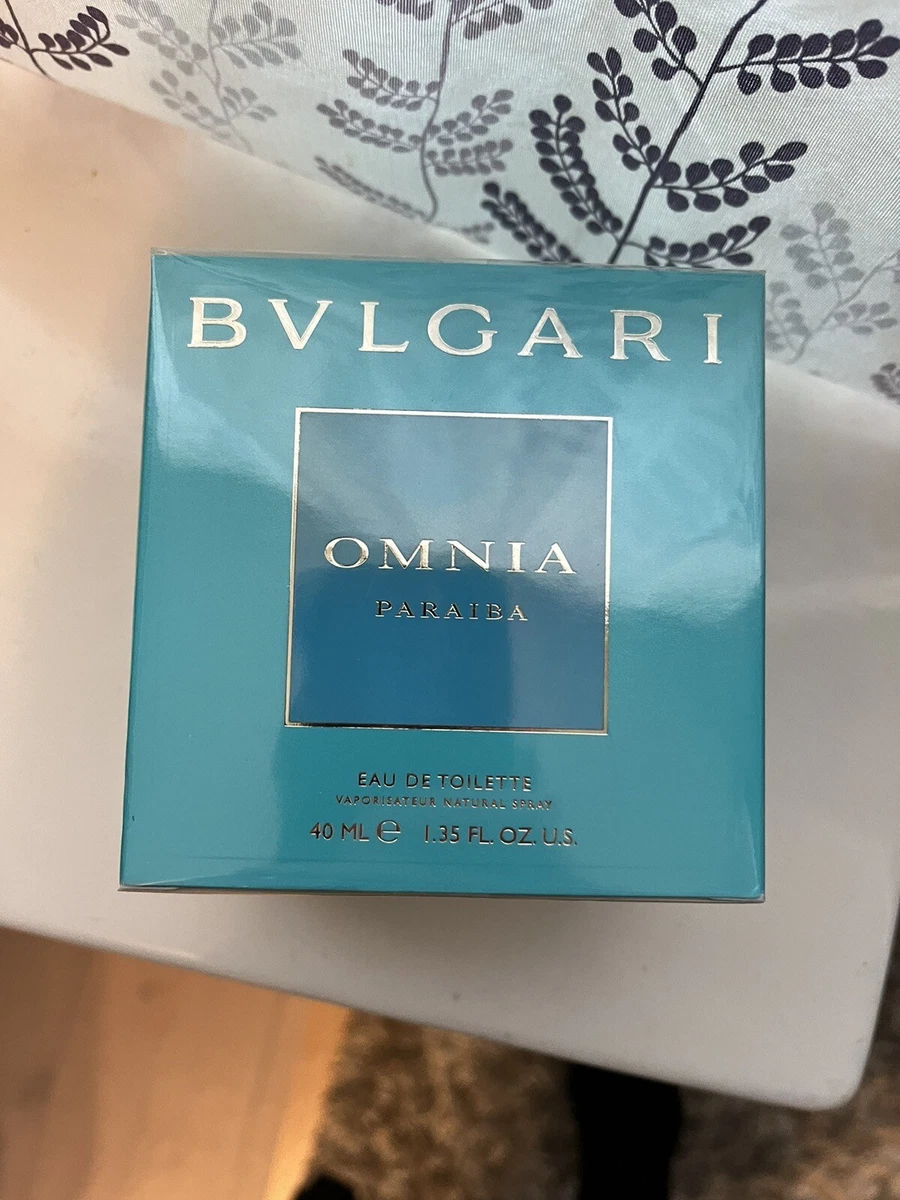 BVLGARI
OMNIA
PARAIBA
EAU DE TOILETTE
VAPORISATEUR NATURAL SPRAY
40 ML ℮ 1.35 FL. OZ. U.S.